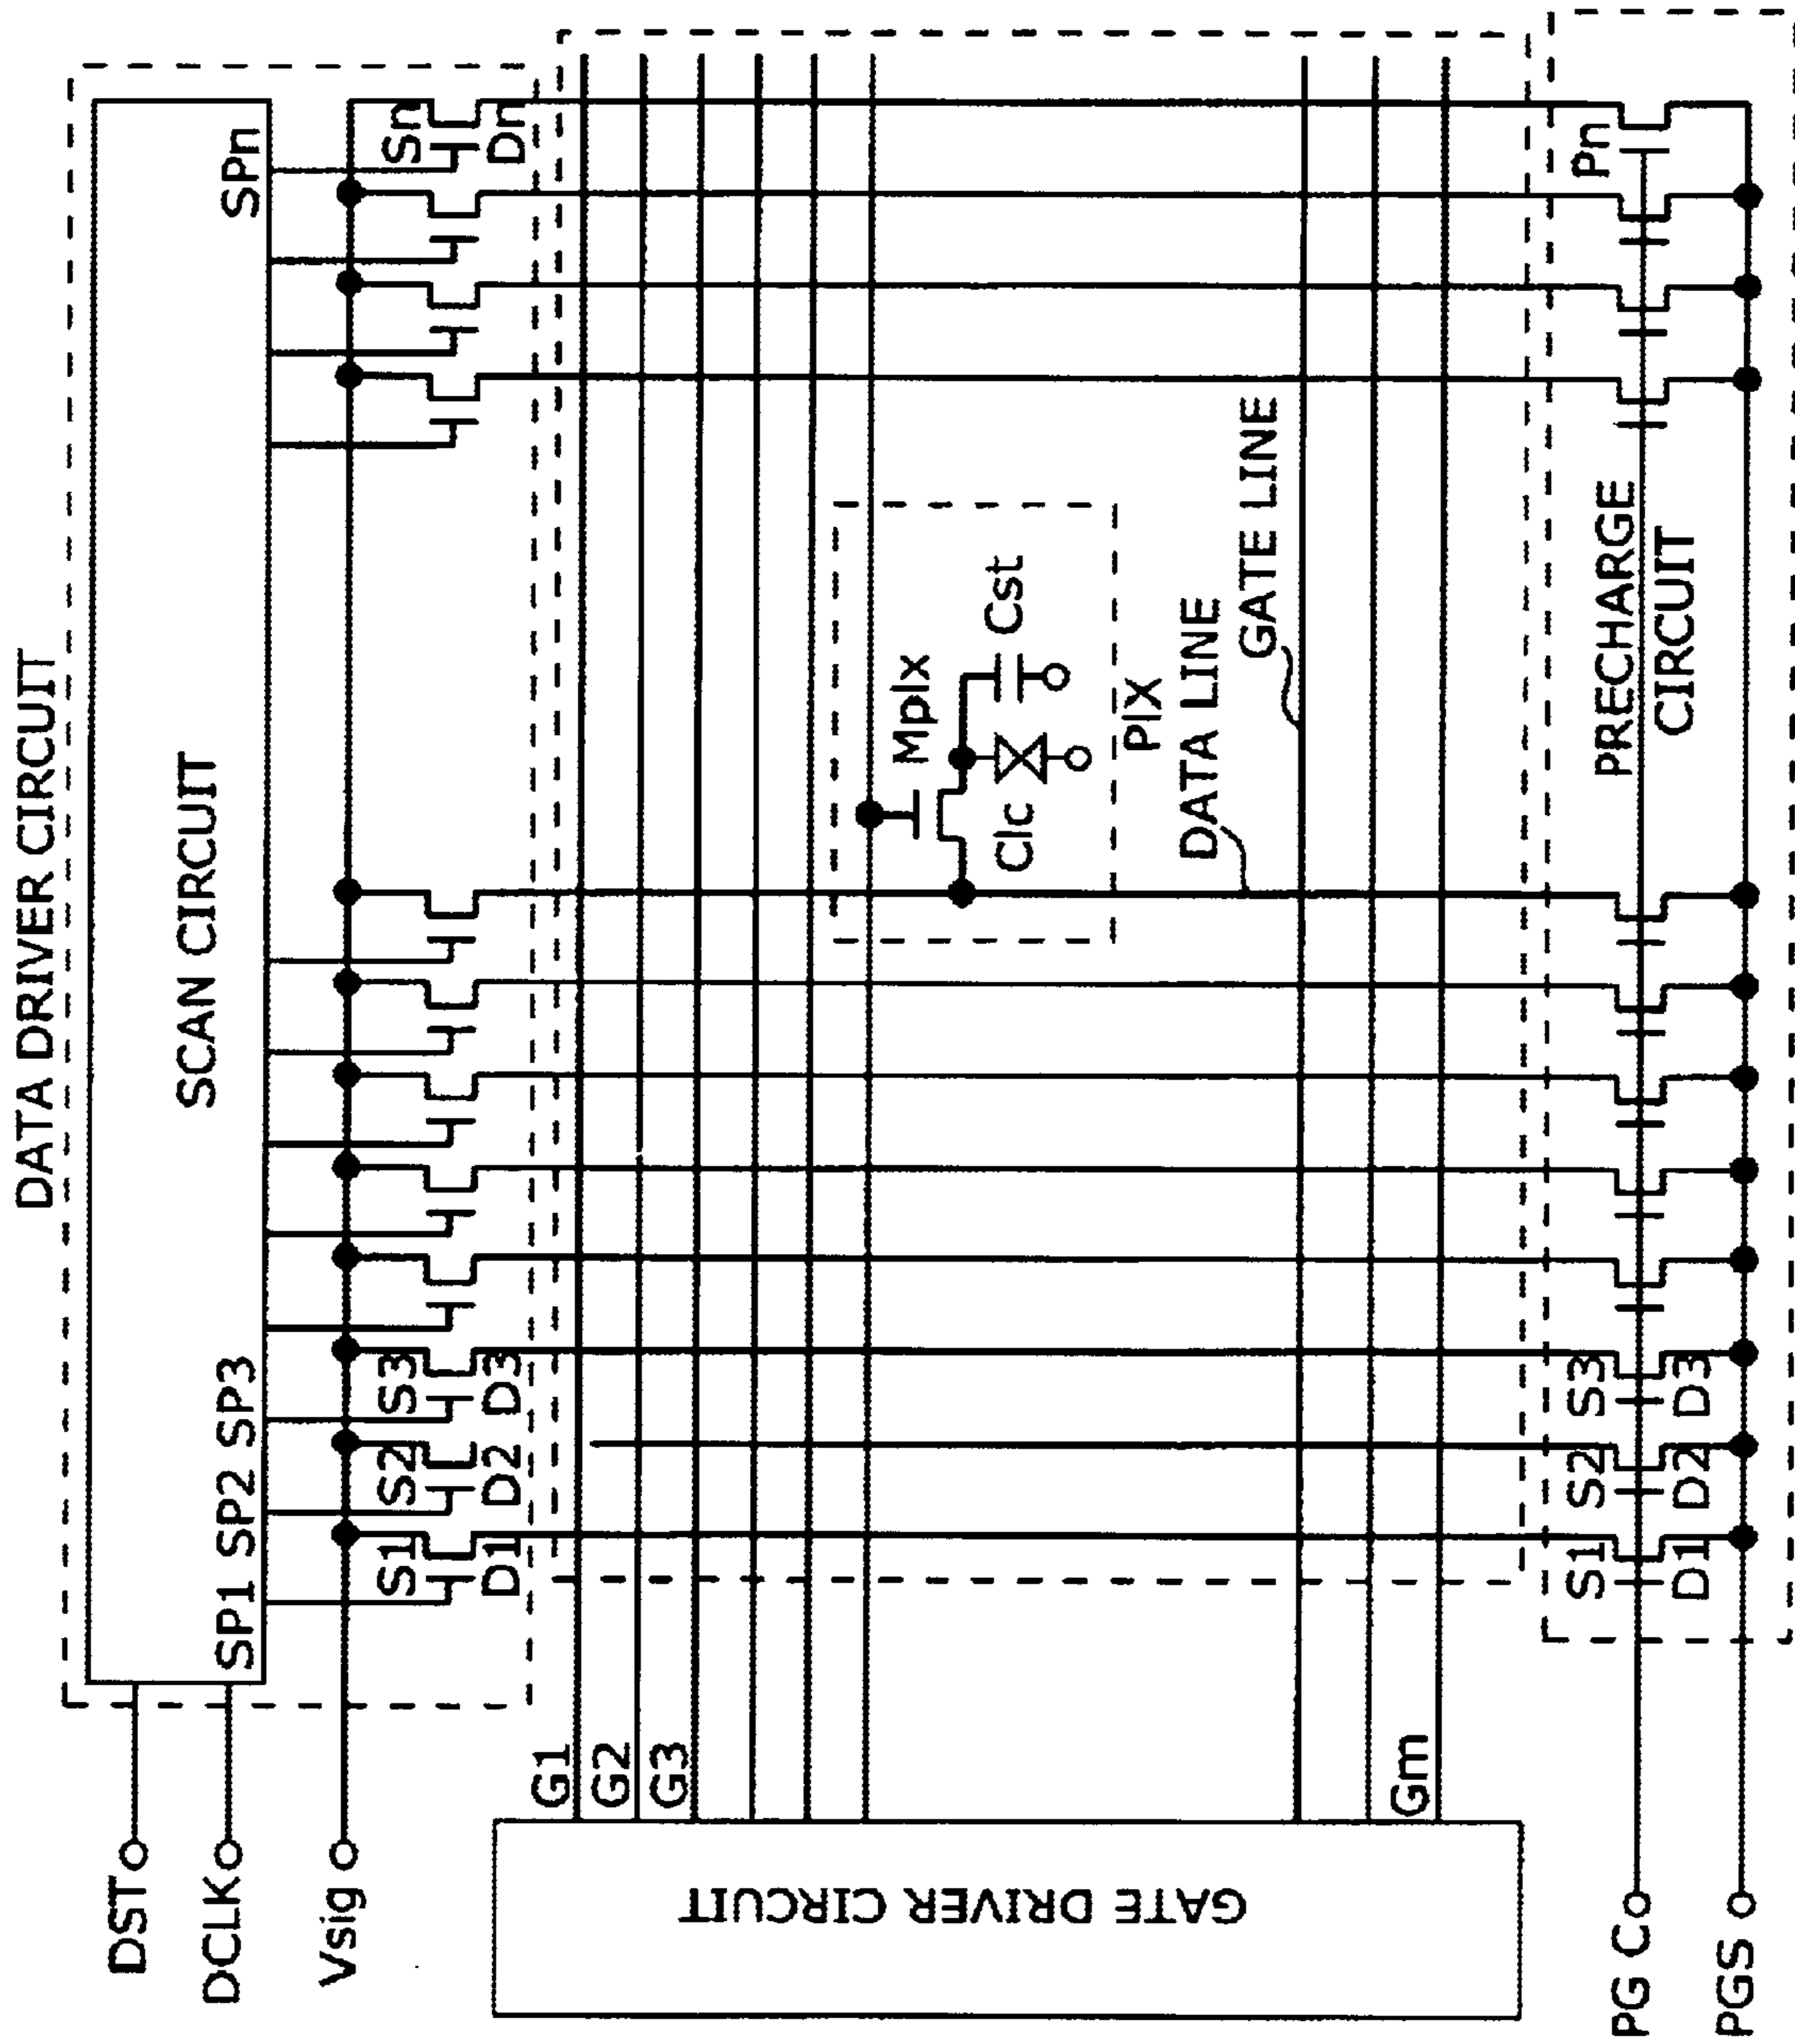 DATA DRIVER CIRCUIT
SCAN CIRCUIT
DST
DCLK
Vsig
SP1 SP2 SP3
SPn
S1 S2 S3
Sn
D1 D2 D3
Dn
G1
G2
G3
Gm
GATE DRIVER CIRCUIT
Mpix
Clc
Cst
PIX
DATA LINE
GATE LINE
PRECHARGE
CIRCUIT
S1 S2 S3
Pn
D1 D2 D3
PG C
PGS